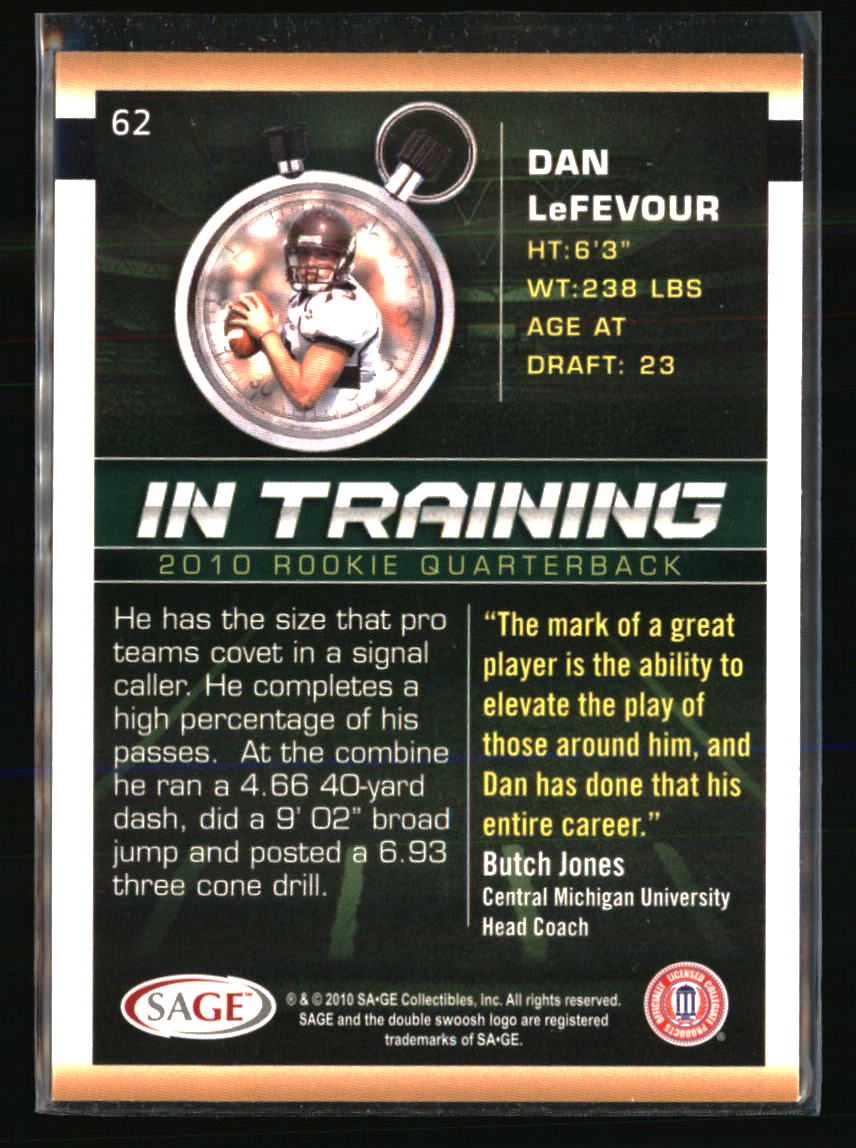 62
DAN
LeFEVOUR
HT:6'3"
WT:238 LBS
AGE AT
DRAFT: 23
IN TRAINING
2010 ROOKIE QUARTERBACK
He has the size that pro
teams covet in a signal
caller. He completes a
high percentage of his
passes. At the combine
he ran a 4.66 40-yard
dash, did a 9' 02" broad
jump and posted a 6.93
three cone drill.
“The mark of a great
player is the ability to
elevate the play of
those around him, and
Dan has done that his
entire career.”
Butch Jones
Central Michigan University
Head Coach
SAGE™
® & © 2010 SA•GE Collectibles, Inc. All rights reserved.
SAGE and the double swoosh logo are registered
trademarks of SA•GE.
OFFICIALLY LICENSED COLLEGIATE PRODUCTS
®